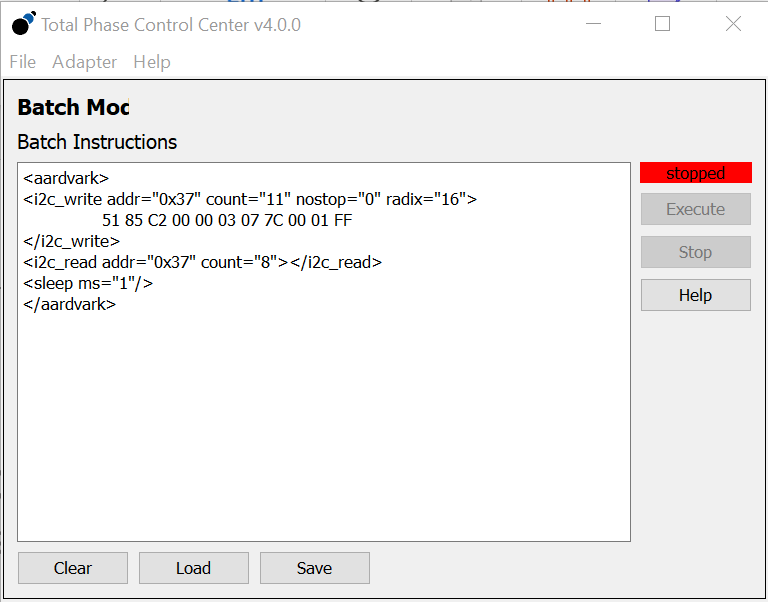 Total Phase Control Center v4.0.0
File Adapter Help
Batch Mod
Batch Instructions
<aardvark>
<i2c_write addr="0x37" count="11" nostop="0" radix="16">
51 85 C2 00 00 03 07 7C 00 01 FF
</i2c_write>
<i2c_read addr="0x37" count="8"></i2c_read>
<sleep ms="1"/>
</aardvark>
stopped
Execute
Stop
Help
Clear Load Save